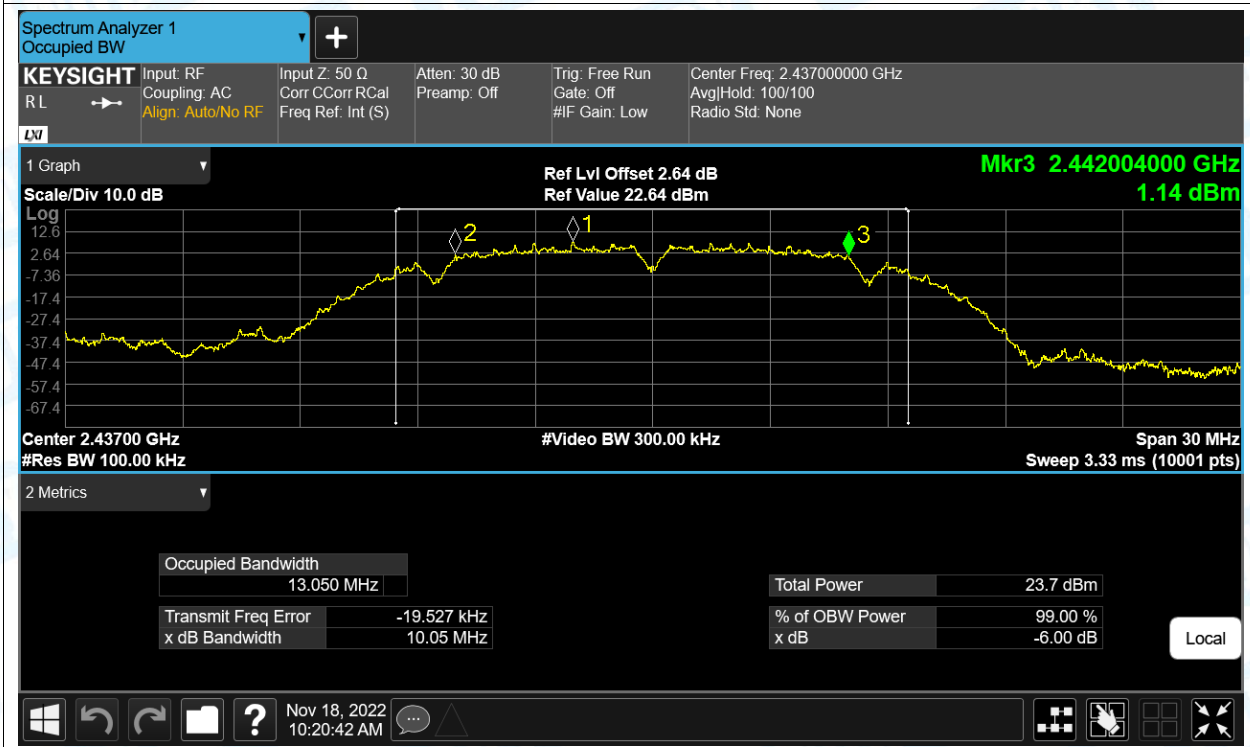 Spectrum Analyzer 1
Occupied BW
+
KEYSIGHT
R L
LXI
Input: RF
Coupling: AC
Align: Auto/No RF
Input Z: 50 Ω
Corr CCorr RCal
Freq Ref: Int (S)
Atten: 30 dB
Preamp: Off
Trig: Free Run
Gate: Off
#IF Gain: Low
Center Freq: 2.437000000 GHz
Avg|Hold: 100/100
Radio Std: None
1 Graph
Scale/Div 10.0 dB
Ref Lvl Offset 2.64 dB
Ref Value 22.64 dBm
Mkr3 2.442004000 GHz
1.14 dBm
Log
12.6
2.64
-7.36
-17.4
-27.4
-37.4
-47.4
-57.4
-67.4
2
1
3
Center 2.43700 GHz
#Res BW 100.00 kHz
#Video BW 300.00 kHz
Span 30 MHz
Sweep 3.33 ms (10001 pts)
2 Metrics
Occupied Bandwidth
13.050 MHz
Transmit Freq Error -19.527 kHz
x dB Bandwidth 10.05 MHz
Total Power 23.7 dBm
% of OBW Power 99.00 %
x dB -6.00 dB
Local
?
Nov 18, 2022
10:20:42 AM